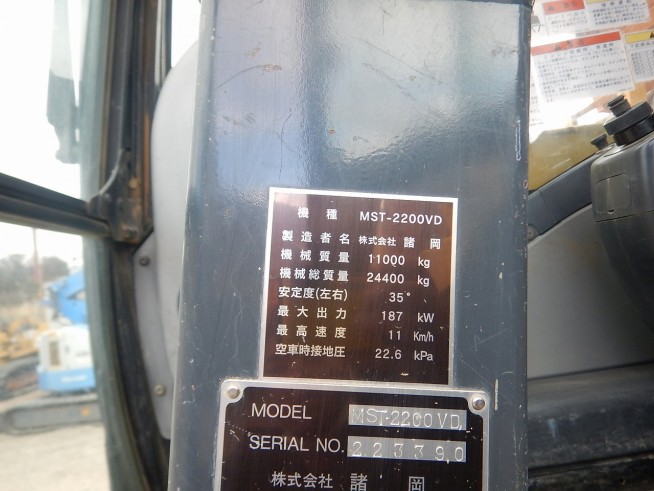 機種 MST-2200VD
製造者名 株式会社 諸岡
機械質量 11000 kg
機械総質量 24400 kg
安定度(左右) 35°
最大出力 187 kW
最高速度 11 Km/h
空車時接地圧 22.6 kPa
MODEL MST-2200VD
SERIAL NO. 223390
株式会社 諸岡